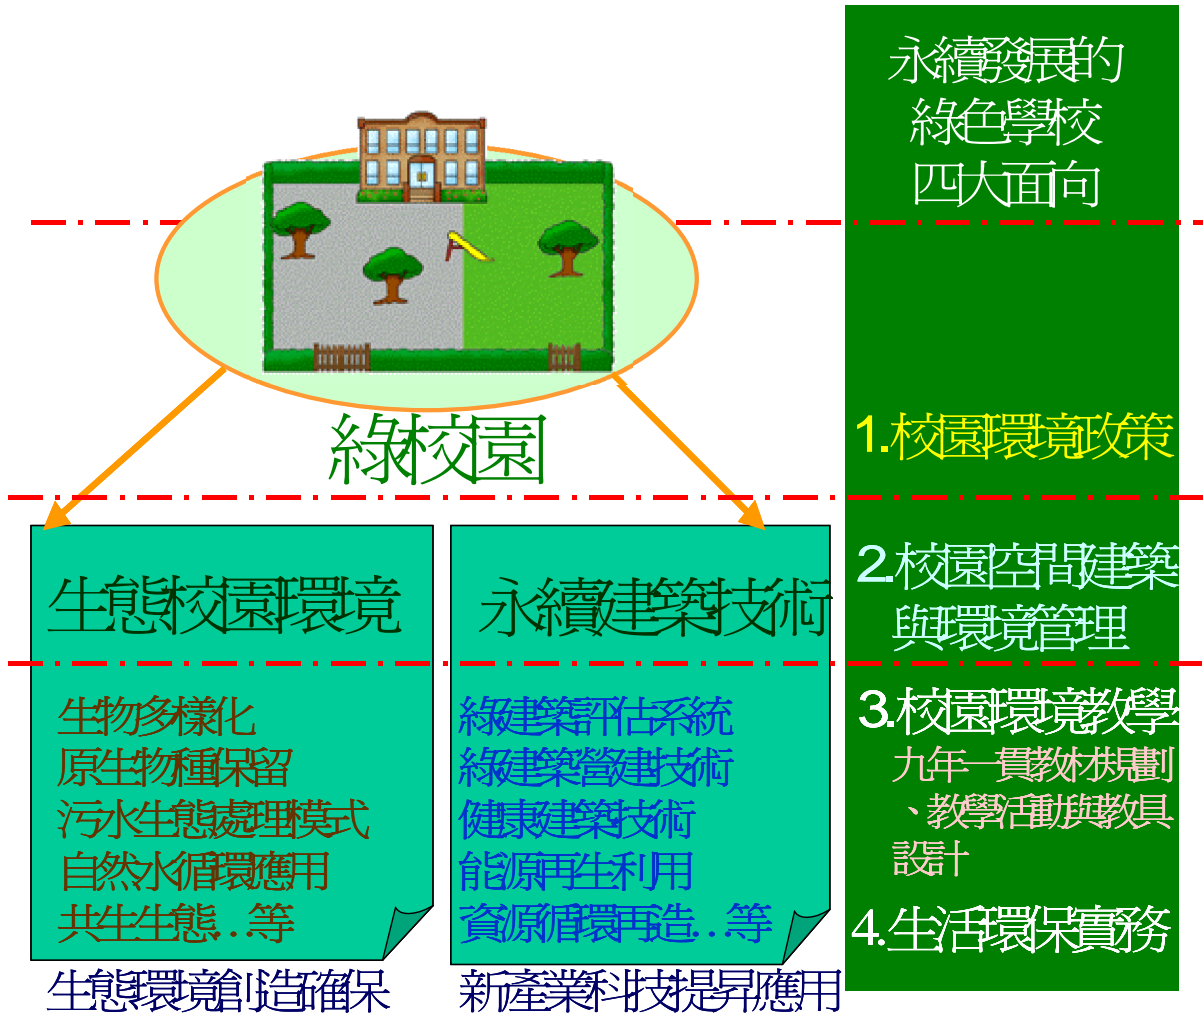 永續發展的
綠色學校
四大面向
綠校園
1.校園環境政策
生態校園環境
永續建築技術
2.校園空間建築
與環境管理
生物多樣化
原生物種保留
污水生態處理模式
自然水循環應用
共生生態…等
綠建築評估系統
綠建築營建技術
健康建築技術
能源再生利用
資源循環再造…等
3.校園環境教學
九年一貫教材規劃
、教學活動與教具
設計
4.生活環保實務
生態環境創造確保
新產業科技提昇應用